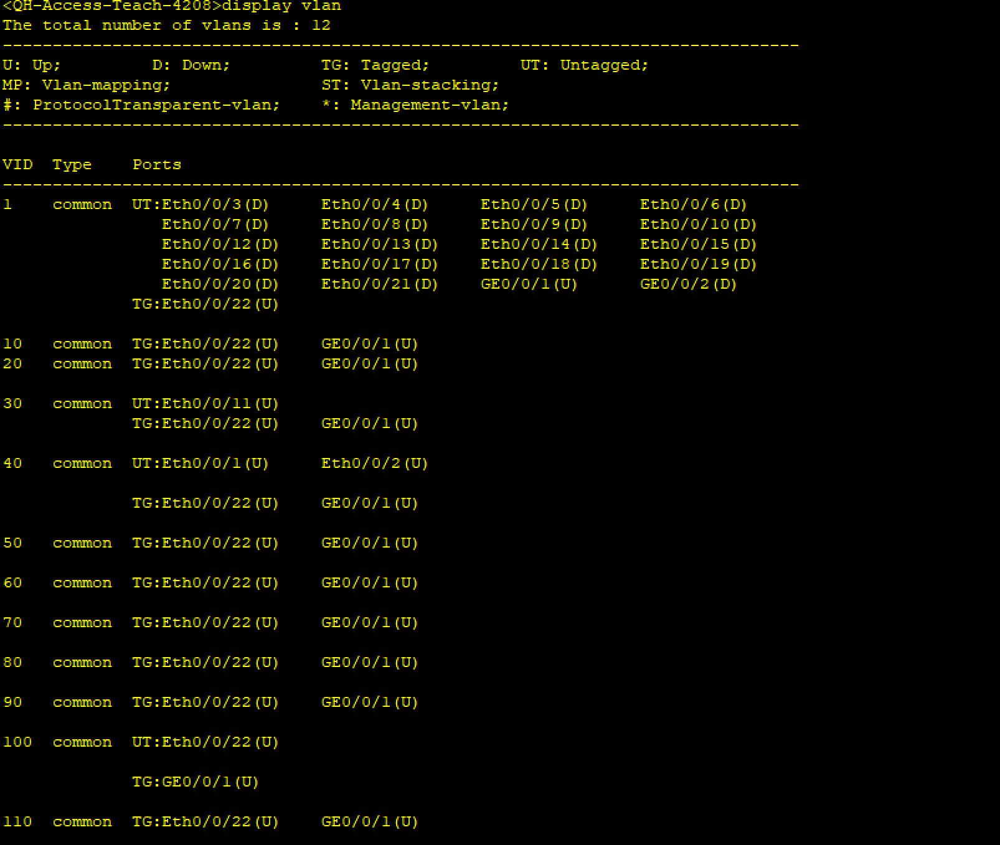 <QH-Access-Teach-4208>display vlan
The total number of vlans is : 12
--------------------------------------------------------------------------------
U: Up;         D: Down;         TG: Tagged;         UT: Untagged;
MP: Vlan-mapping;               ST: Vlan-stacking;
#: ProtocolTransparent-vlan;    *: Management-vlan;
--------------------------------------------------------------------------------
VID  Type    Ports
--------------------------------------------------------------------------------
1    common  UT:Eth0/0/3(D)     Eth0/0/4(D)     Eth0/0/5(D)     Eth0/0/6(D)
                Eth0/0/7(D)     Eth0/0/8(D)     Eth0/0/9(D)     Eth0/0/10(D)
                Eth0/0/12(D)    Eth0/0/13(D)    Eth0/0/14(D)    Eth0/0/15(D)
                Eth0/0/16(D)    Eth0/0/17(D)    Eth0/0/18(D)    Eth0/0/19(D)
                Eth0/0/20(D)    Eth0/0/21(D)    GE0/0/1(U)      GE0/0/2(D)
             TG:Eth0/0/22(U)
10   common  TG:Eth0/0/22(U)    GE0/0/1(U)
20   common  TG:Eth0/0/22(U)    GE0/0/1(U)
30   common  UT:Eth0/0/11(U)
             TG:Eth0/0/22(U)    GE0/0/1(U)
40   common  UT:Eth0/0/1(U)     Eth0/0/2(U)
             TG:Eth0/0/22(U)    GE0/0/1(U)
50   common  TG:Eth0/0/22(U)    GE0/0/1(U)
60   common  TG:Eth0/0/22(U)    GE0/0/1(U)
70   common  TG:Eth0/0/22(U)    GE0/0/1(U)
80   common  TG:Eth0/0/22(U)    GE0/0/1(U)
90   common  TG:Eth0/0/22(U)    GE0/0/1(U)
100  common  UT:Eth0/0/22(U)
             TG:GE0/0/1(U)
110  common  TG:Eth0/0/22(U)    GE0/0/1(U)